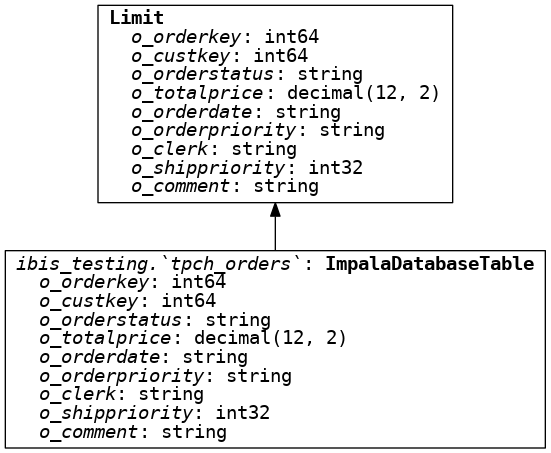 Limit
o_orderkey: int64
o_custkey: int64
o_orderstatus: string
o_totalprice: decimal(12, 2)
o_orderdate: string
o_orderpriority: string
o_clerk: string
o_shippriority: int32
o_comment: string
ibis_testing.`tpch_orders`: ImpalaDatabaseTable
o_orderkey: int64
o_custkey: int64
o_orderstatus: string
o_totalprice: decimal(12, 2)
o_orderdate: string
o_orderpriority: string
o_clerk: string
o_shippriority: int32
o_comment: string